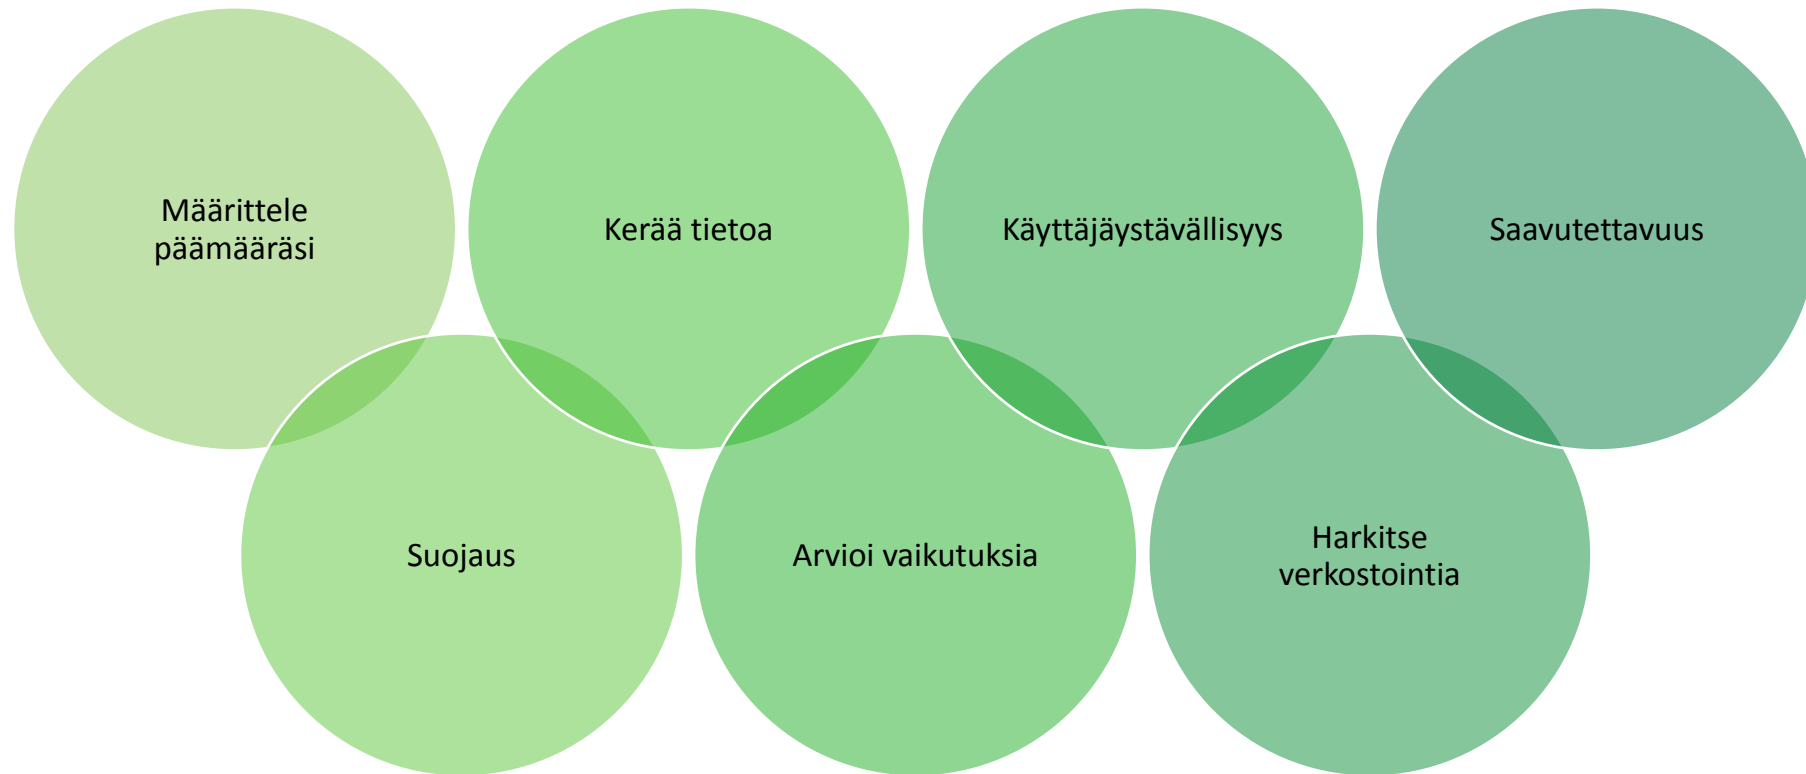 Määrittele
päämääräsi
Kerää tietoa
Käyttäjäystävällisyys
Saavutettavuus
Suojaus
Arvioi vaikutuksia
Harkitse
verkostointia